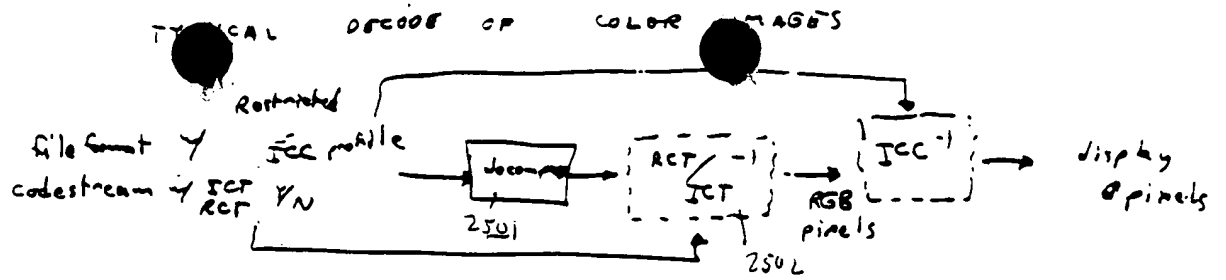 DECODE OF COLOR
Restricted
file format Y ICC profile
codestream Y ICT RCT Y/N
decomp
2501
RCT / ICT -1
2502
RGB pixels
ICC -1
display pixels